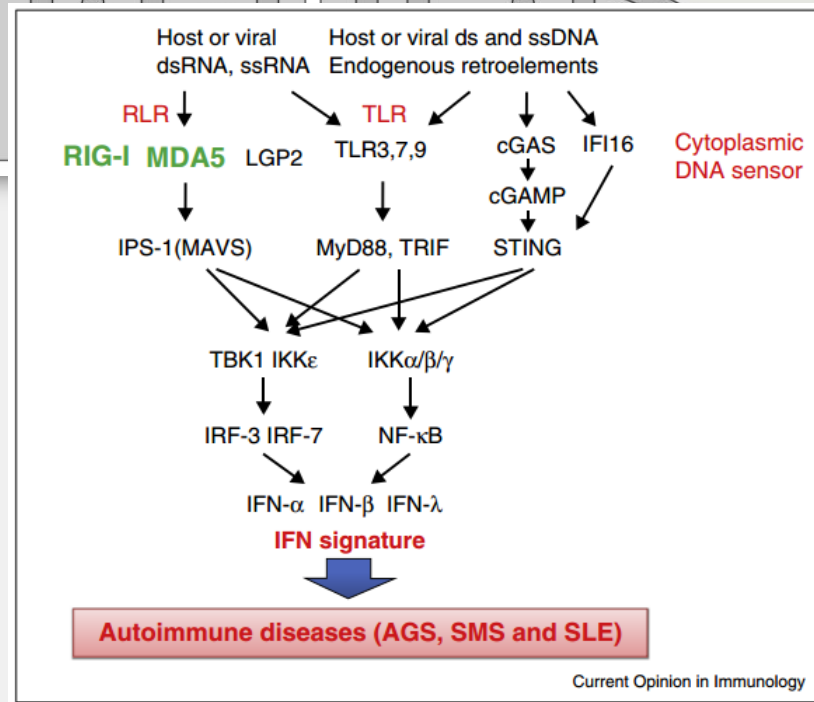 Host or viral
dsRNA, ssRNA
Host or viral ds and ssDNA
Endogenous retroelements
RLR
TLR
RIG-I MDA5 LGP2
TLR3,7,9
cGAS
IFI16
Cytoplasmic
DNA sensor
cGAMP
IPS-1(MAVS)
MyD88, TRIF
STING
TBK1 IKKε
IKKα/β/γ
IRF-3 IRF-7
NF-κB
IFN-α IFN-β IFN-λ
IFN signature
Autoimmune diseases (AGS, SMS and SLE)
Current Opinion in Immunology